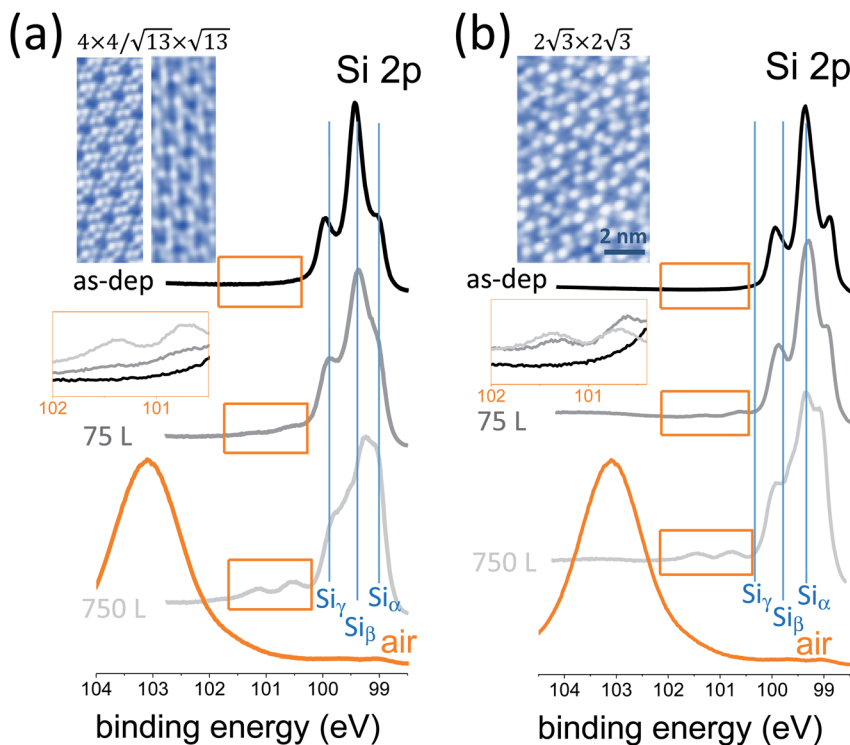 (a)
4×4/√13×√13
Si 2p
as-dep
102
101
75 L
750 L
Siγ
Siβ
Siα
air
104
103
102
101
100
99
binding energy (eV)
(b)
2√3×2√3
Si 2p
2 nm
as-dep
102
101
75 L
750 L
Siγ
Siβ
Siα
air
104
103
102
101
100
99
binding energy (eV)